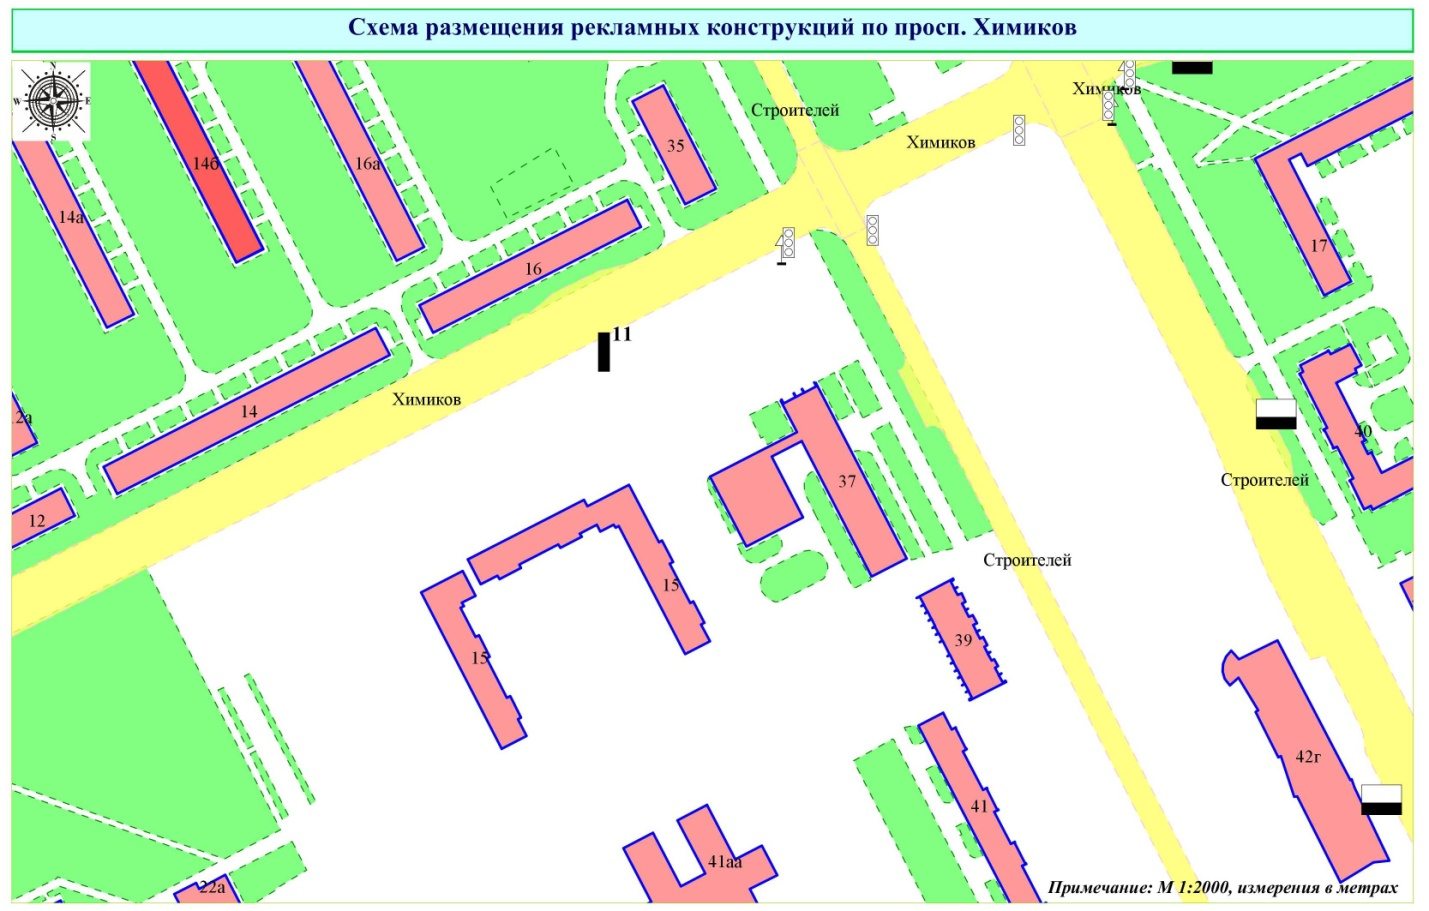 Схема размещения рекламных конструкций по просп. Химиков
N
W E
S
Химиков
Строителей
Химиков
35
14б
16а
14а
17
16
11
Химиков
14
2а
40
37
Строителей
12
Строителей
15
39
15
42г
41
41аа
22а
Примечание: М 1:2000, измерения в метрах